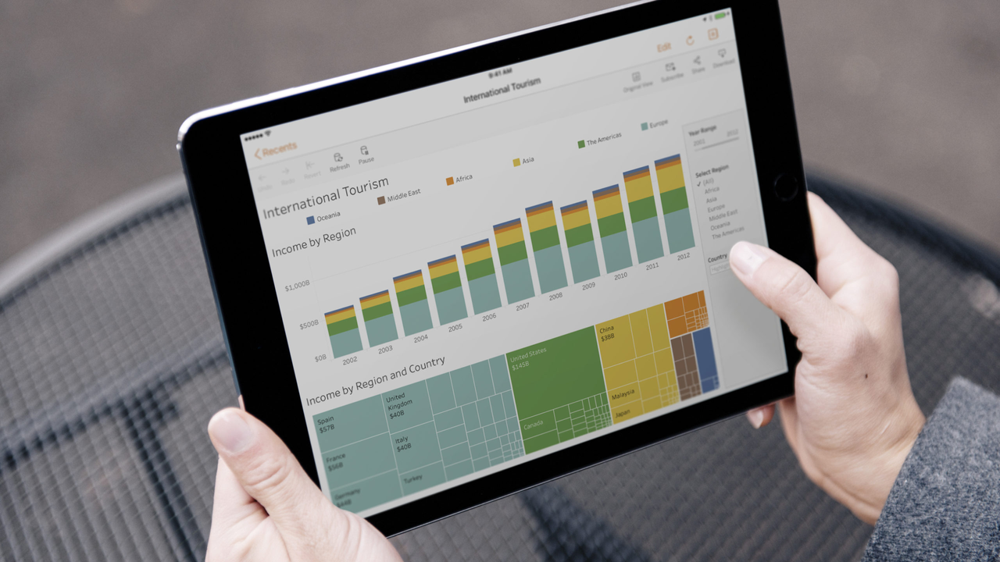 9:41 AM
Recents
International Tourism
Edit
Undo
Redo
Revert
Refresh
Pause
Original View
Subscribe
Share
Download
International Tourism
Oceania
Middle East
Africa
Asia
The Americas
Europe
Income by Region
$1,000B
$500B
$0B
2002
2003
2004
2005
2006
2007
2008
2009
2010
2011
2012
Year Range
2001
2012
Select Region
(All)
Africa
Asia
Europe
Middle East
Oceania
The Americas
Country
Income by Region and Country
Spain
$57B
France
$56B
Germany
United
Kingdom
$40B
Italy
$40B
Turkey
United States
$145B
Canada
China
$38B
Malaysia
Japan